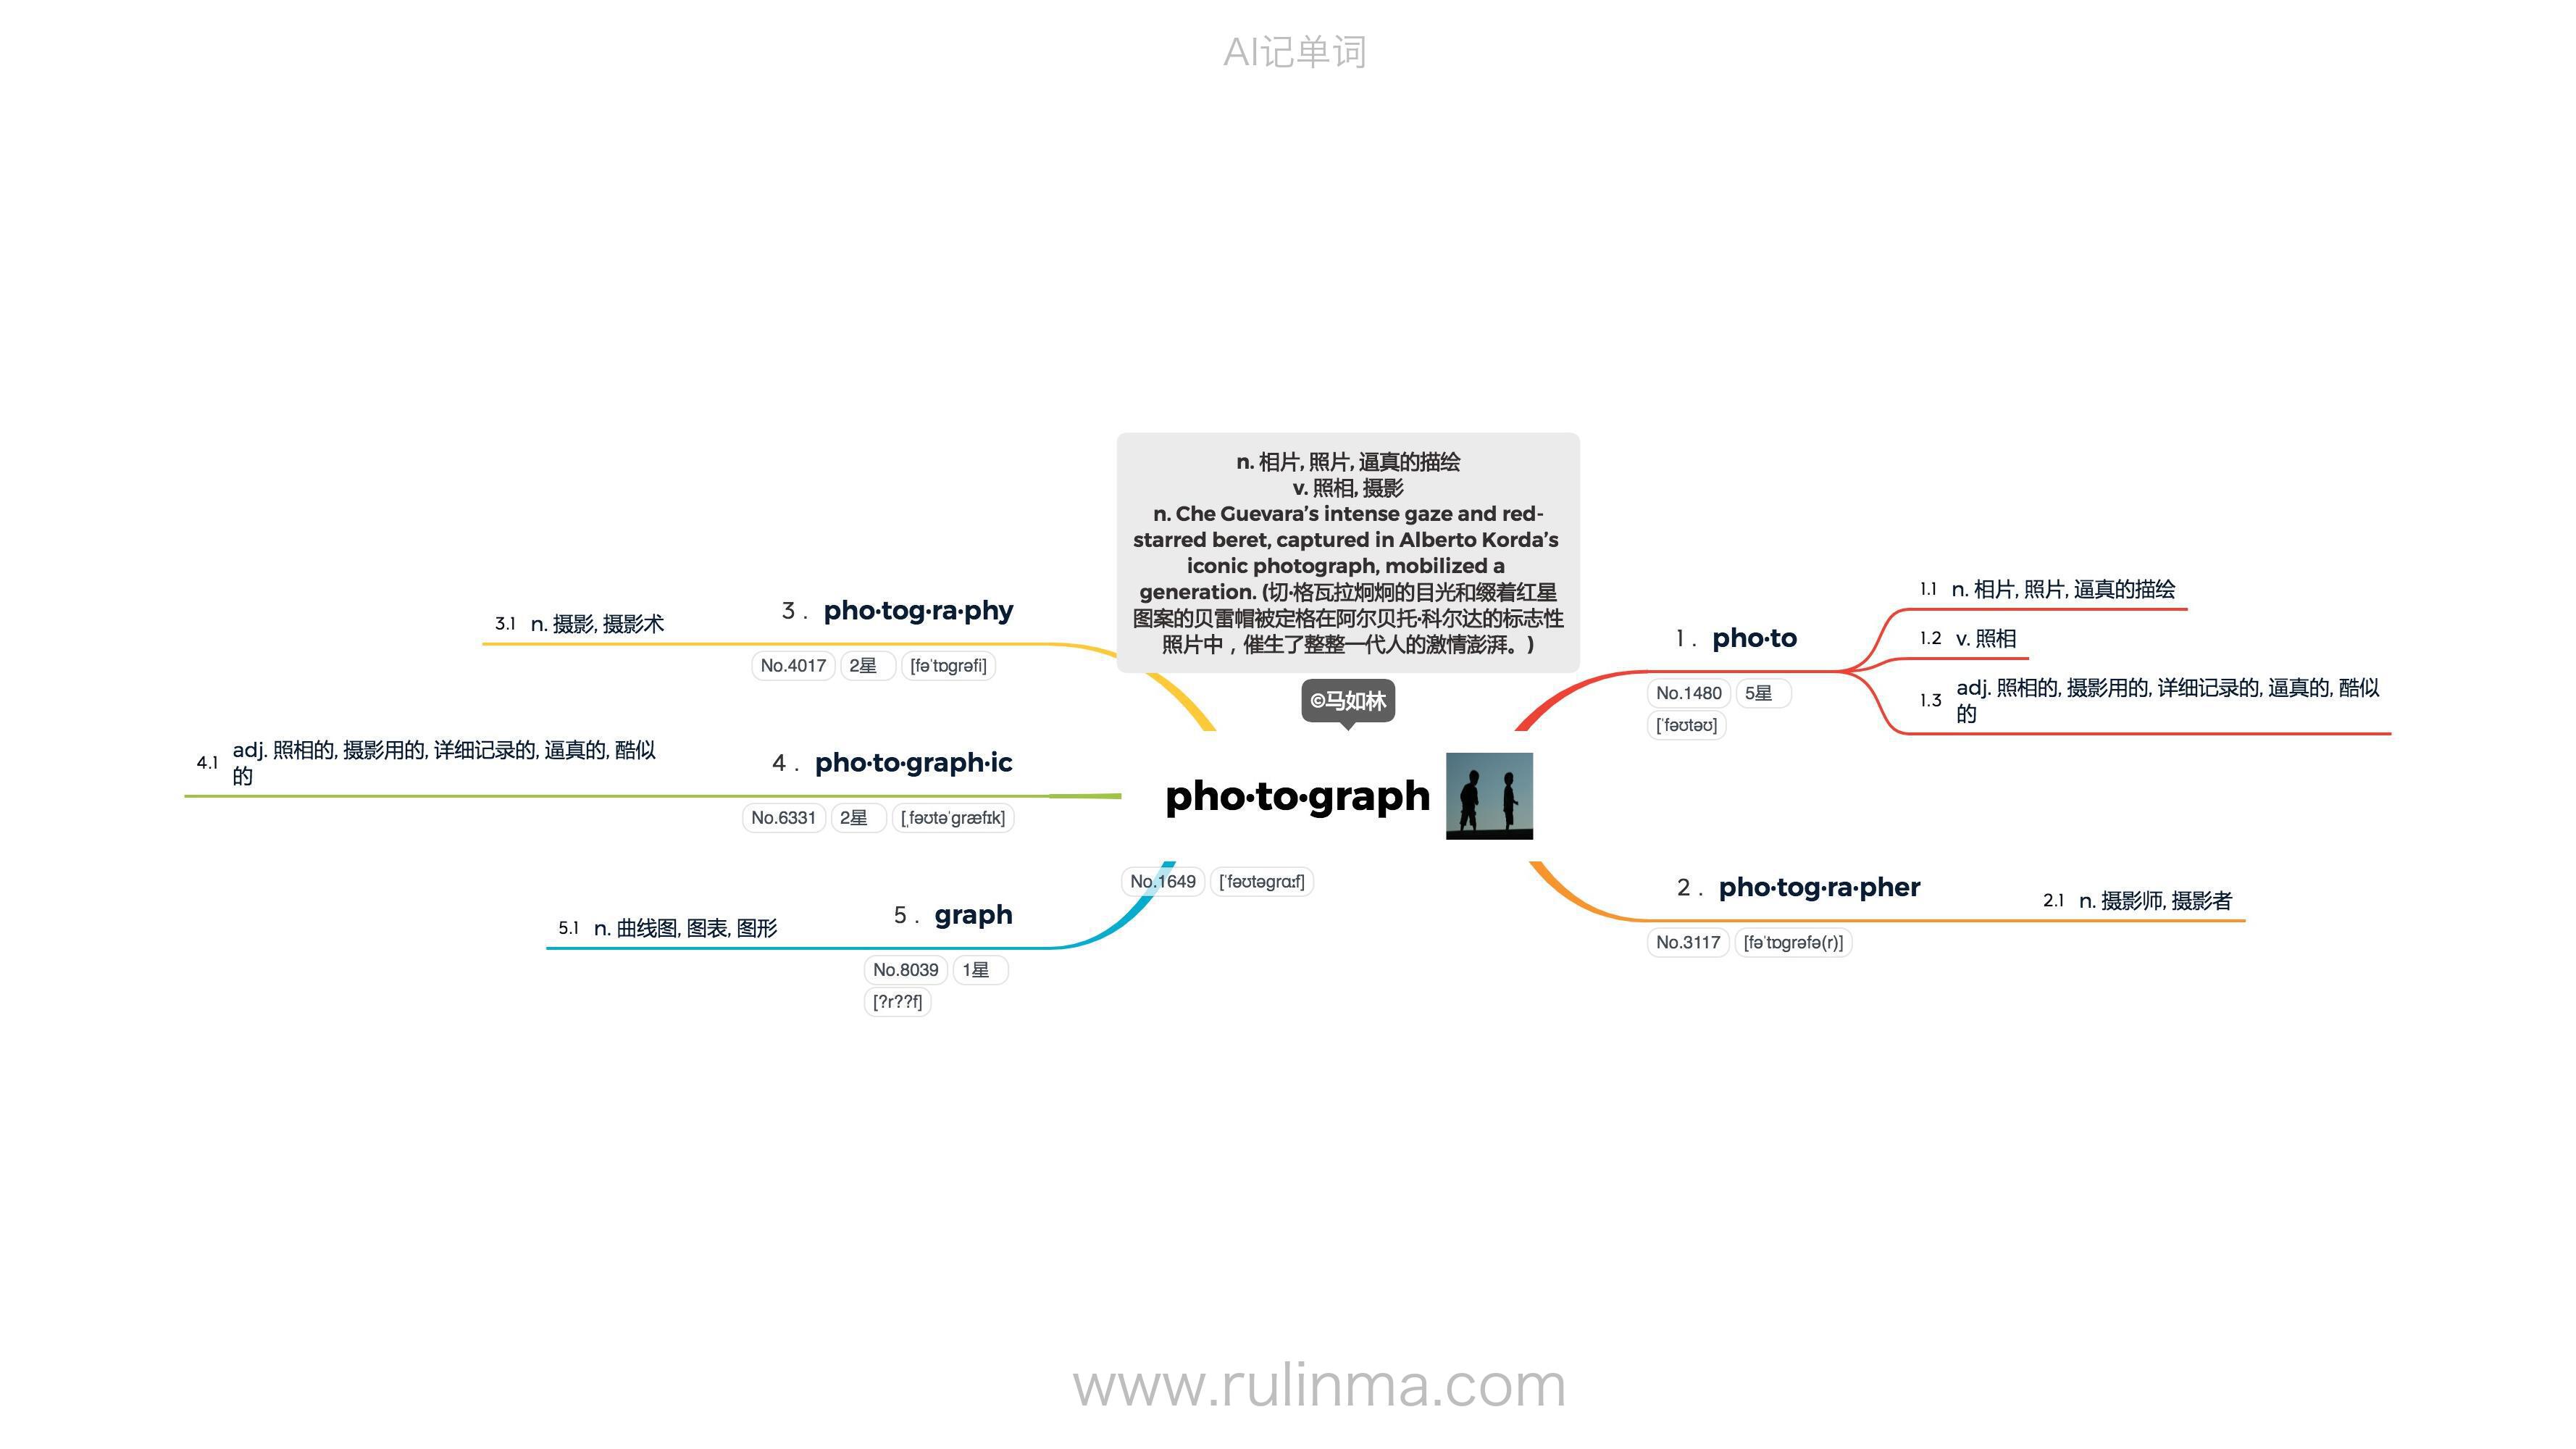 AI记单词
n. 相片, 照片, 逼真的描绘
v. 照相, 摄影
n. Che Guevara’s intense gaze and red-
starred beret, captured in Alberto Korda’s
iconic photograph, mobilized a
generation. (切·格瓦拉炯炯的目光和缀着红星
图案的贝雷帽被定格在阿尔贝托·科尔达的标志性
照片中，催生了整整一代人的激情澎湃。)
©马如林
pho·to·graph
No.1649 [ˈfəʊtəgrɑːf]
1. pho·to
No.1480 5星
[ˈfəʊtəʊ]
1.1 n. 相片, 照片, 逼真的描绘
1.2 v. 照相
1.3 adj. 照相的, 摄影用的, 详细记录的, 逼真的, 酷似
的
2. pho·tog·ra·pher
No.3117 [fəˈtɒgrəfə(r)]
2.1 n. 摄影师, 摄影者
3. pho·tog·ra·phy
No.4017 2星 [fəˈtɒgrəfi]
3.1 n. 摄影, 摄影术
4. pho·to·graph·ic
No.6331 2星 [ˌfəʊtəˈgræfɪk]
4.1 adj. 照相的, 摄影用的, 详细记录的, 逼真的, 酷似
的
5. graph
No.8039 1星
[?r??f]
5.1 n. 曲线图, 图表, 图形
www.rulinma.com